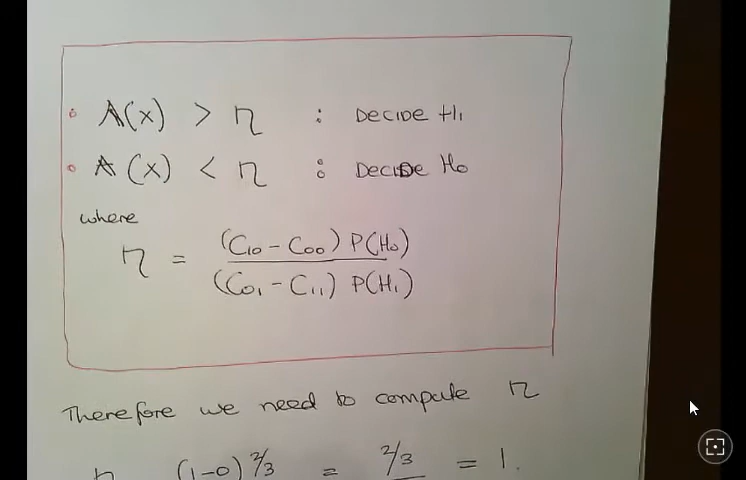 Λ(x) > η : DECIDE H₁
Λ(x) < η : DECIDE H₀
where
η = (C₁₀ - C₀₀) P(H₀) / (C₀₁ - C₁₁) P(H₁)
Therefore we need to compute η
η (1-0) 2/3 = 2/3 = 1.